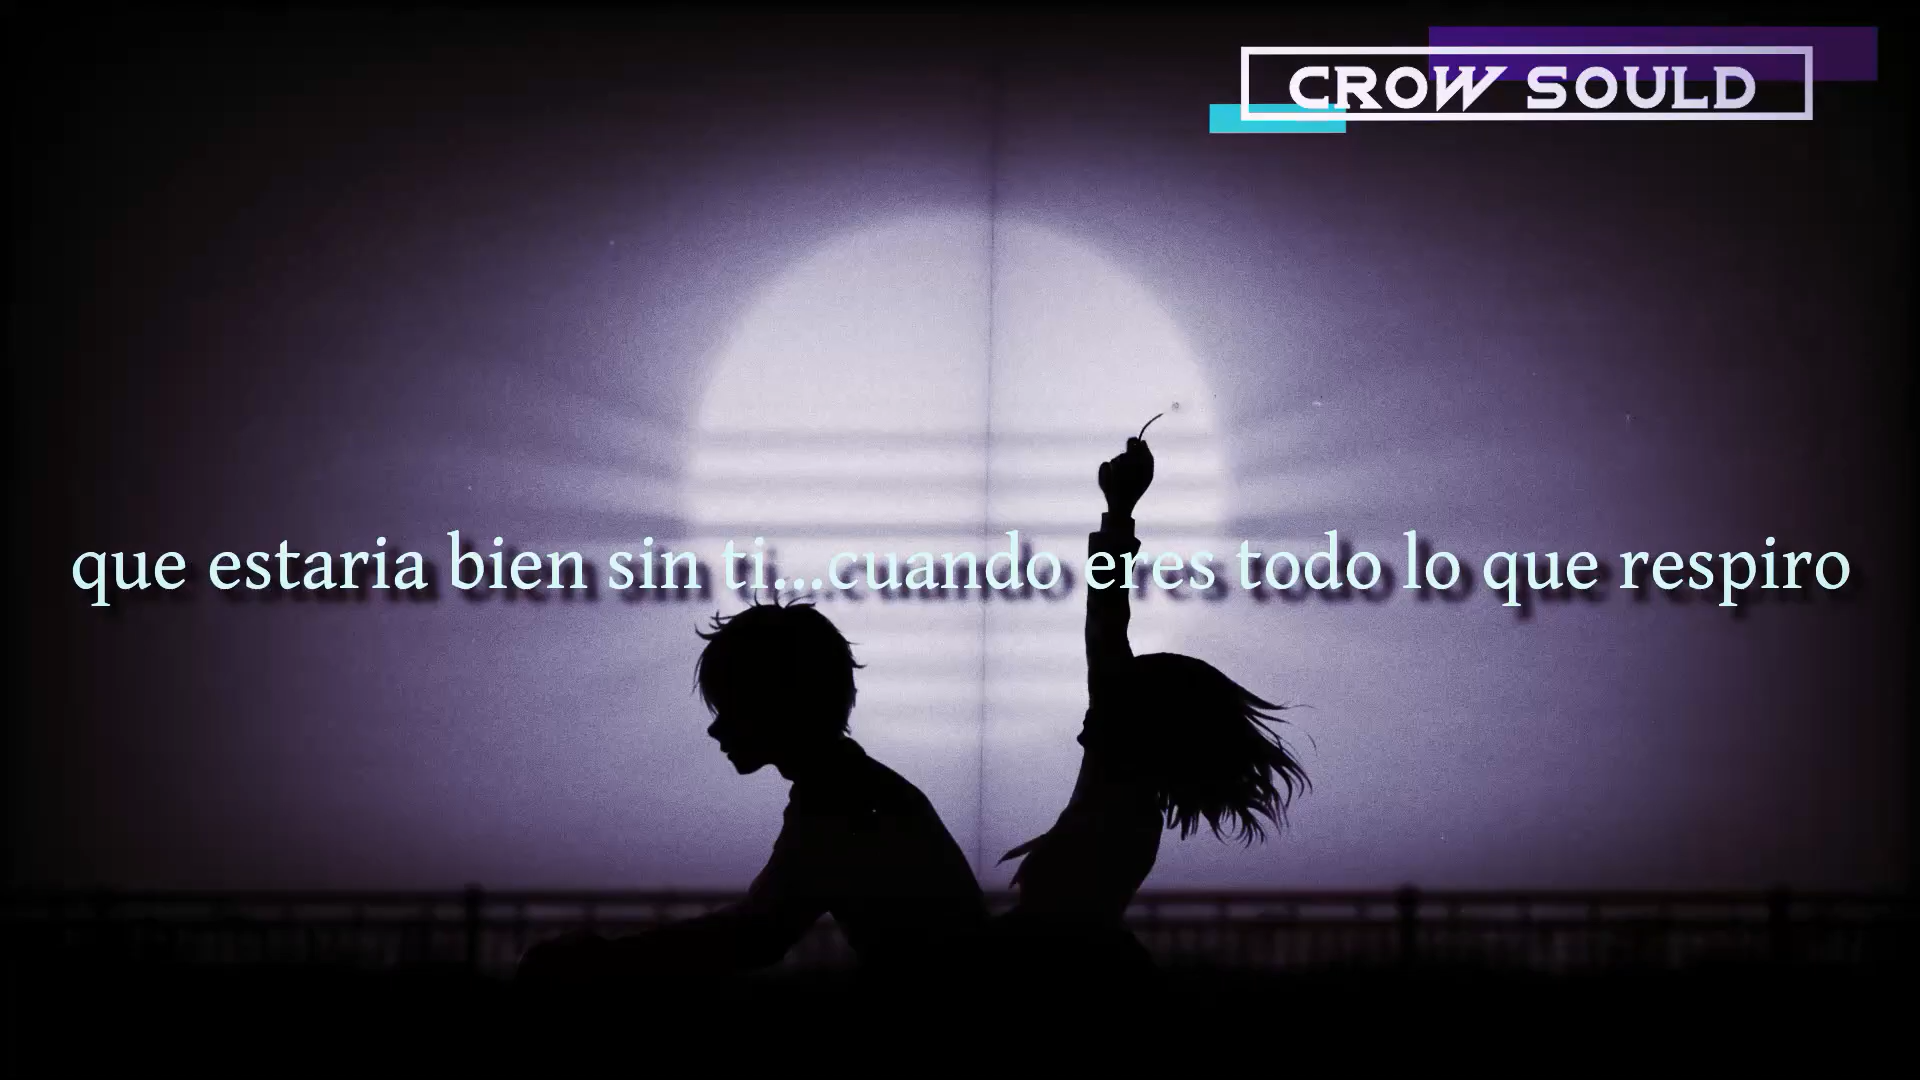 CROW SOULD
que estaria bien sin ti...cuando eres todo lo que respiro